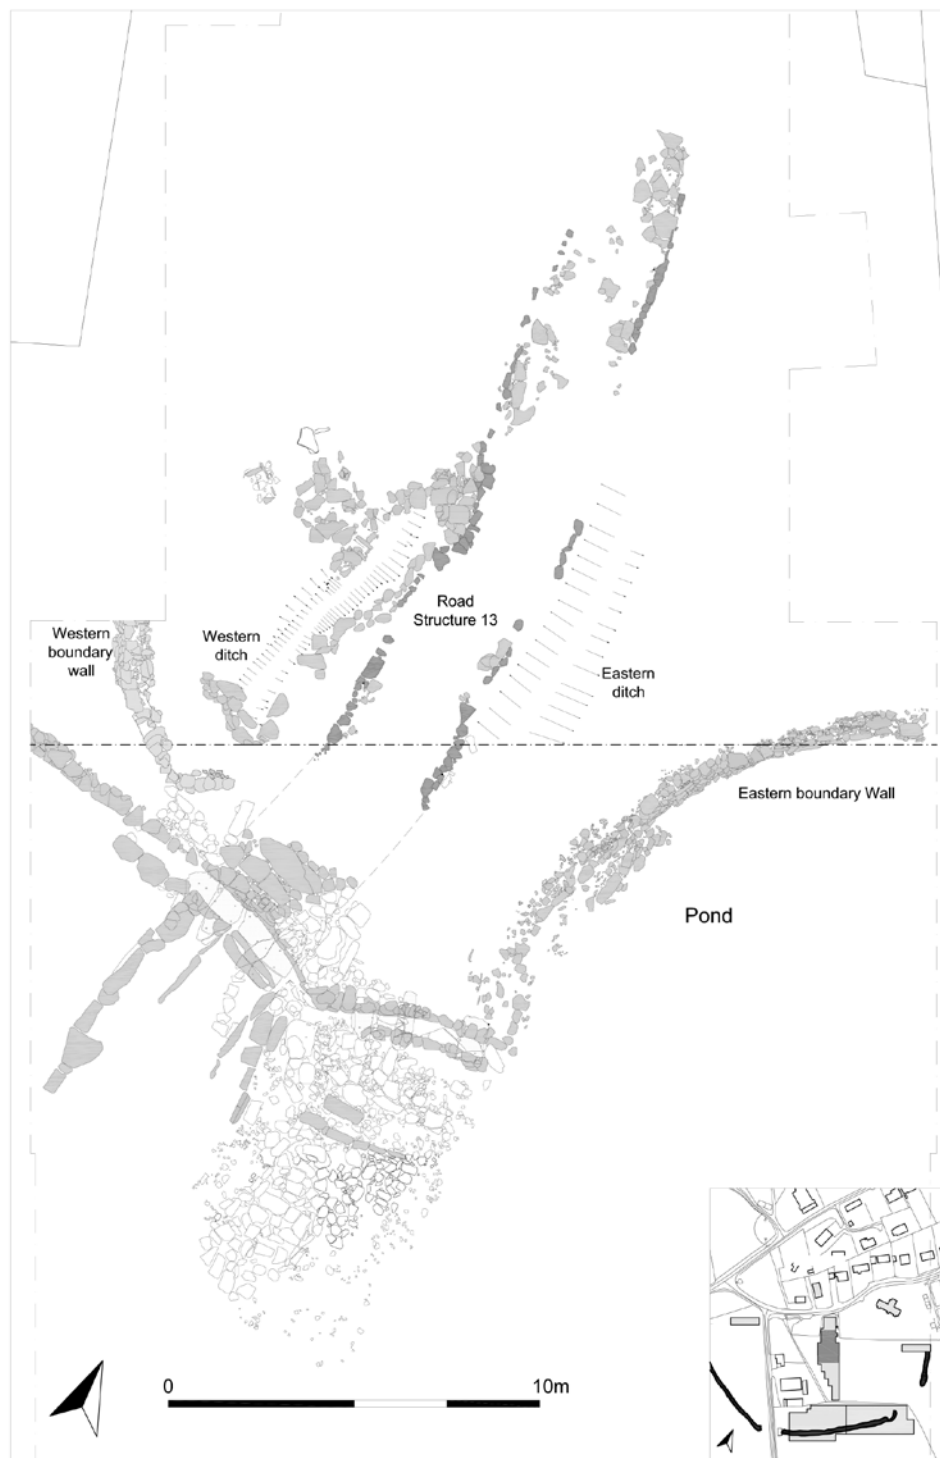 Road
Structure 13
Western
boundary
wall
Western
ditch
Eastern
ditch
Eastern boundary Wall
Pond
0
10m